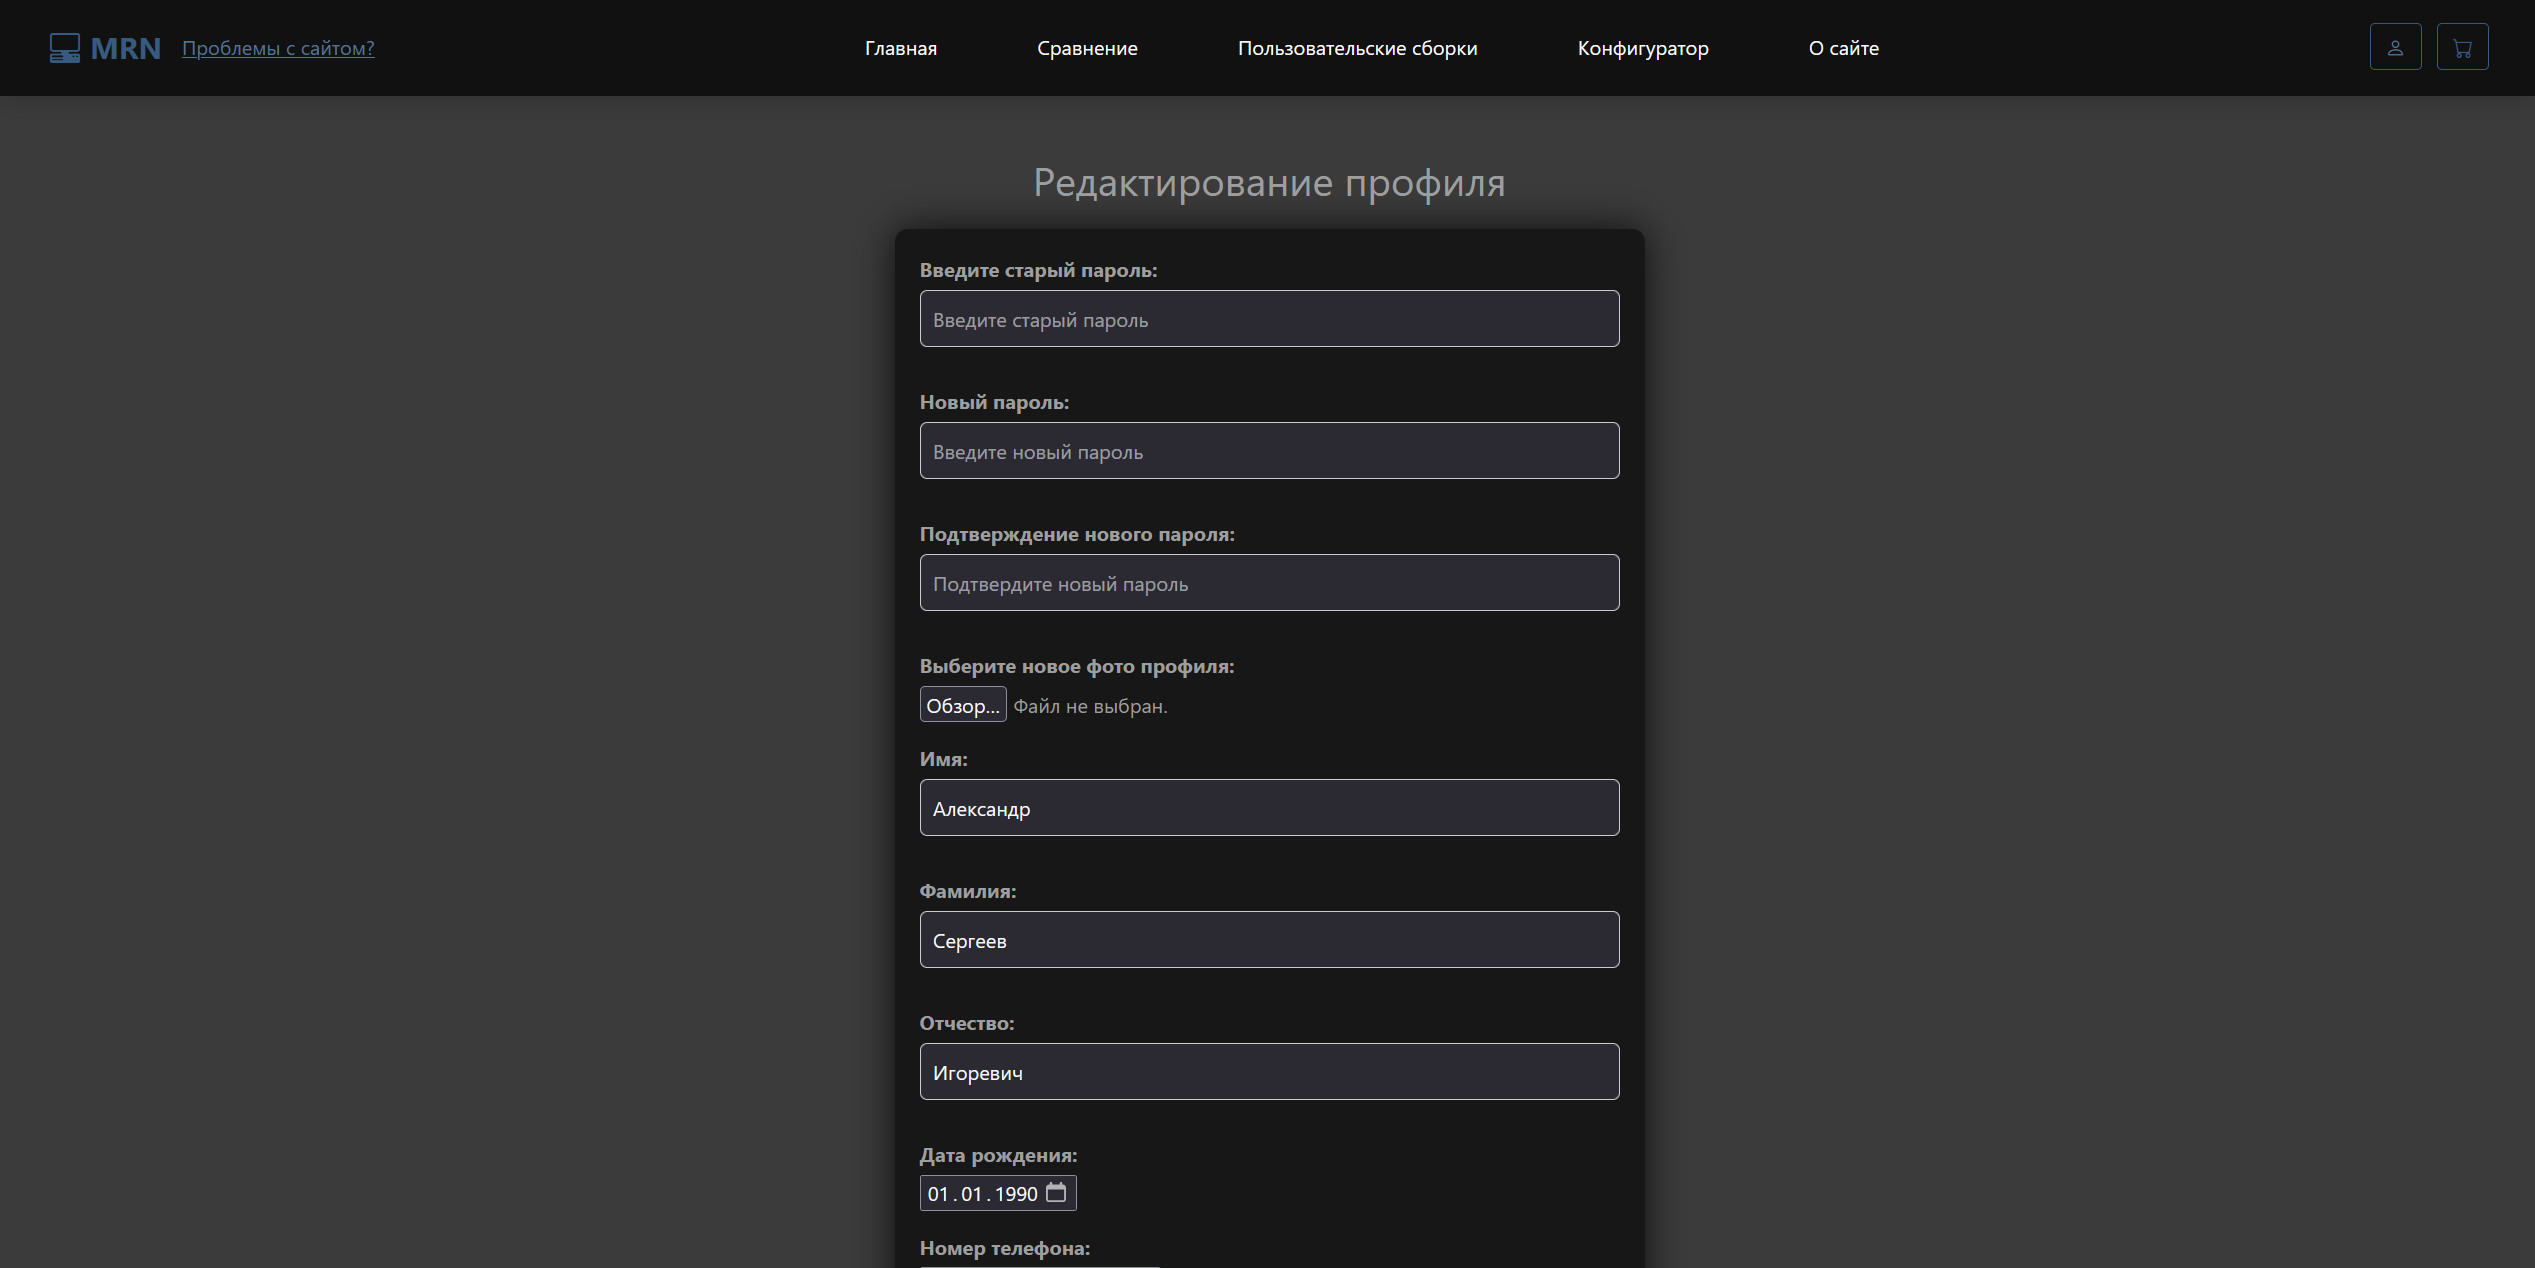 MRN Проблемы с сайтом? Главная Сравнение Пользовательские сборки Конфигуратор О сайте
Редактирование профиля
Введите старый пароль:
Введите старый пароль
Новый пароль:
Введите новый пароль
Подтверждение нового пароля:
Подтвердите новый пароль
Выберите новое фото профиля:
Обзор... Файл не выбран.
Имя:
Александр
Фамилия:
Сергеев
Отчество:
Игоревич
Дата рождения:
01.01.1990
Номер телефона: